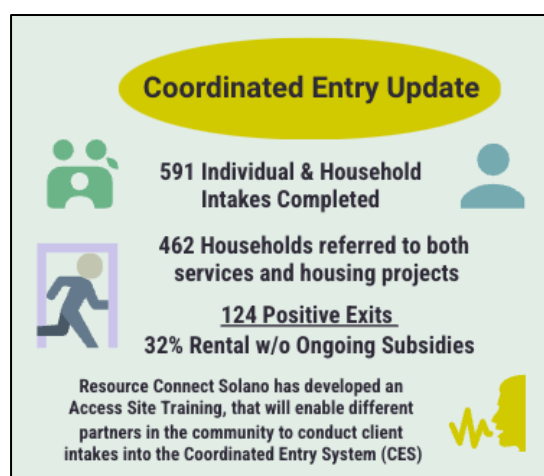 Coordinated Entry Update
591 Individual & Household
Intakes Completed
462 Households referred to both
services and housing projects
124 Positive Exits
32% Rental w/o Ongoing Subsidies
Resource Connect Solano has developed an
Access Site Training, that will enable different
partners in the community to conduct client
intakes into the Coordinated Entry System (CES)